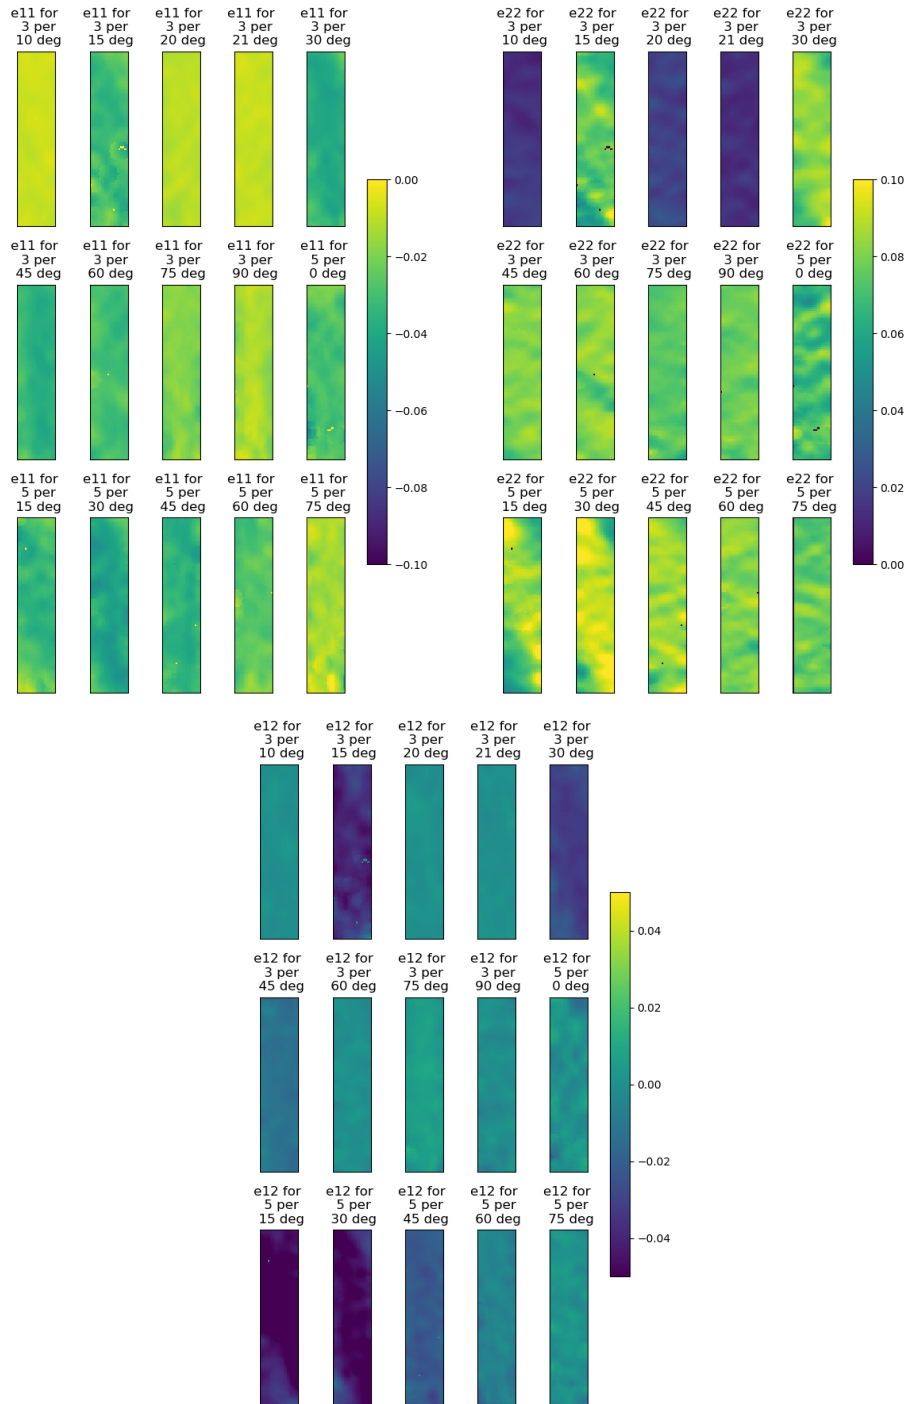 e11 for
3 per
10 deg
e11 for
3 per
15 deg
e11 for
3 per
20 deg
e11 for
3 per
21 deg
e11 for
3 per
30 deg
e11 for
3 per
45 deg
e11 for
3 per
60 deg
e11 for
3 per
75 deg
e11 for
3 per
90 deg
e11 for
5 per
0 deg
e11 for
5 per
15 deg
e11 for
5 per
30 deg
e11 for
5 per
45 deg
e11 for
5 per
60 deg
e11 for
5 per
75 deg
0.00
−0.02
−0.04
−0.06
−0.08
−0.10
e22 for
3 per
10 deg
e22 for
3 per
15 deg
e22 for
3 per
20 deg
e22 for
3 per
21 deg
e22 for
3 per
30 deg
e22 for
3 per
45 deg
e22 for
3 per
60 deg
e22 for
3 per
75 deg
e22 for
3 per
90 deg
e22 for
5 per
0 deg
e22 for
5 per
15 deg
e22 for
5 per
30 deg
e22 for
5 per
45 deg
e22 for
5 per
60 deg
e22 for
5 per
75 deg
0.10
0.08
0.06
0.04
0.02
0.00
e12 for
3 per
10 deg
e12 for
3 per
15 deg
e12 for
3 per
20 deg
e12 for
3 per
21 deg
e12 for
3 per
30 deg
e12 for
3 per
45 deg
e12 for
3 per
60 deg
e12 for
3 per
75 deg
e12 for
3 per
90 deg
e12 for
5 per
0 deg
e12 for
5 per
15 deg
e12 for
5 per
30 deg
e12 for
5 per
45 deg
e12 for
5 per
60 deg
e12 for
5 per
75 deg
0.04
0.02
0.00
−0.02
−0.04